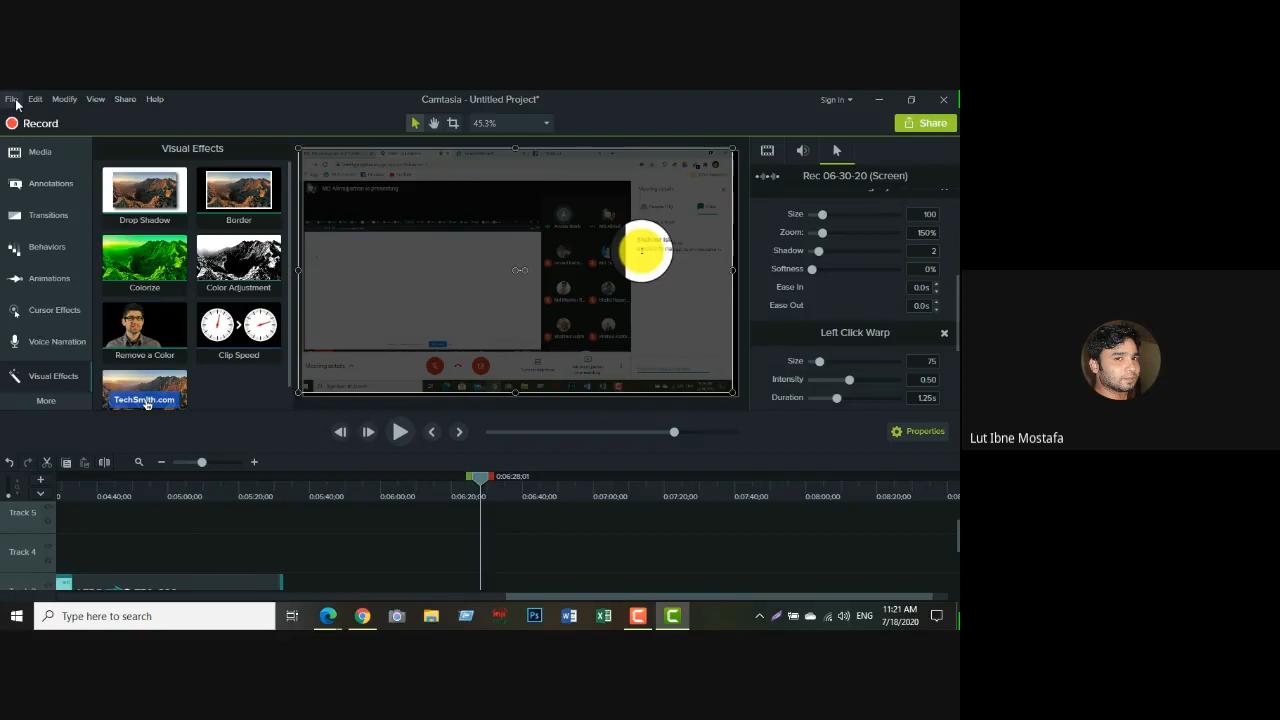 File Edit Modify View Share Help
Camtasia - Untitled Project*
Sign In
Record
45.3%
Share
Media
Annotations
Transitions
Behaviors
Animations
Cursor Effects
Voice Narration
Visual Effects
More
Visual Effects
Drop Shadow
Border
Colorize
Color Adjustment
Remove a Color
Clip Speed
TechSmith.com
is presenting
Meeting details
Meeting details
Rec 06-30-20 (Screen)
Size 100
Zoom: 150%
Shadow 2
Softness 0%
Ease In 0.0s
Ease Out 0.0s
Left Click Warp
Size 75
Intensity 0.50
Duration 1.25s
Properties
0:06:28;01
0:04:40;00 0:05:00;00 0:05:20;00 0:05:40;00 0:06:00;00 0:06:20;00 0:06:40;00 0:07:00;00 0:07:20;00 0:07:40;00 0:08:00;00 0:08:20;00
Track 5
Track 4
Type here to search
Ps
ENG
11:21 AM
7/18/2020
Lut Ibne Mostafa